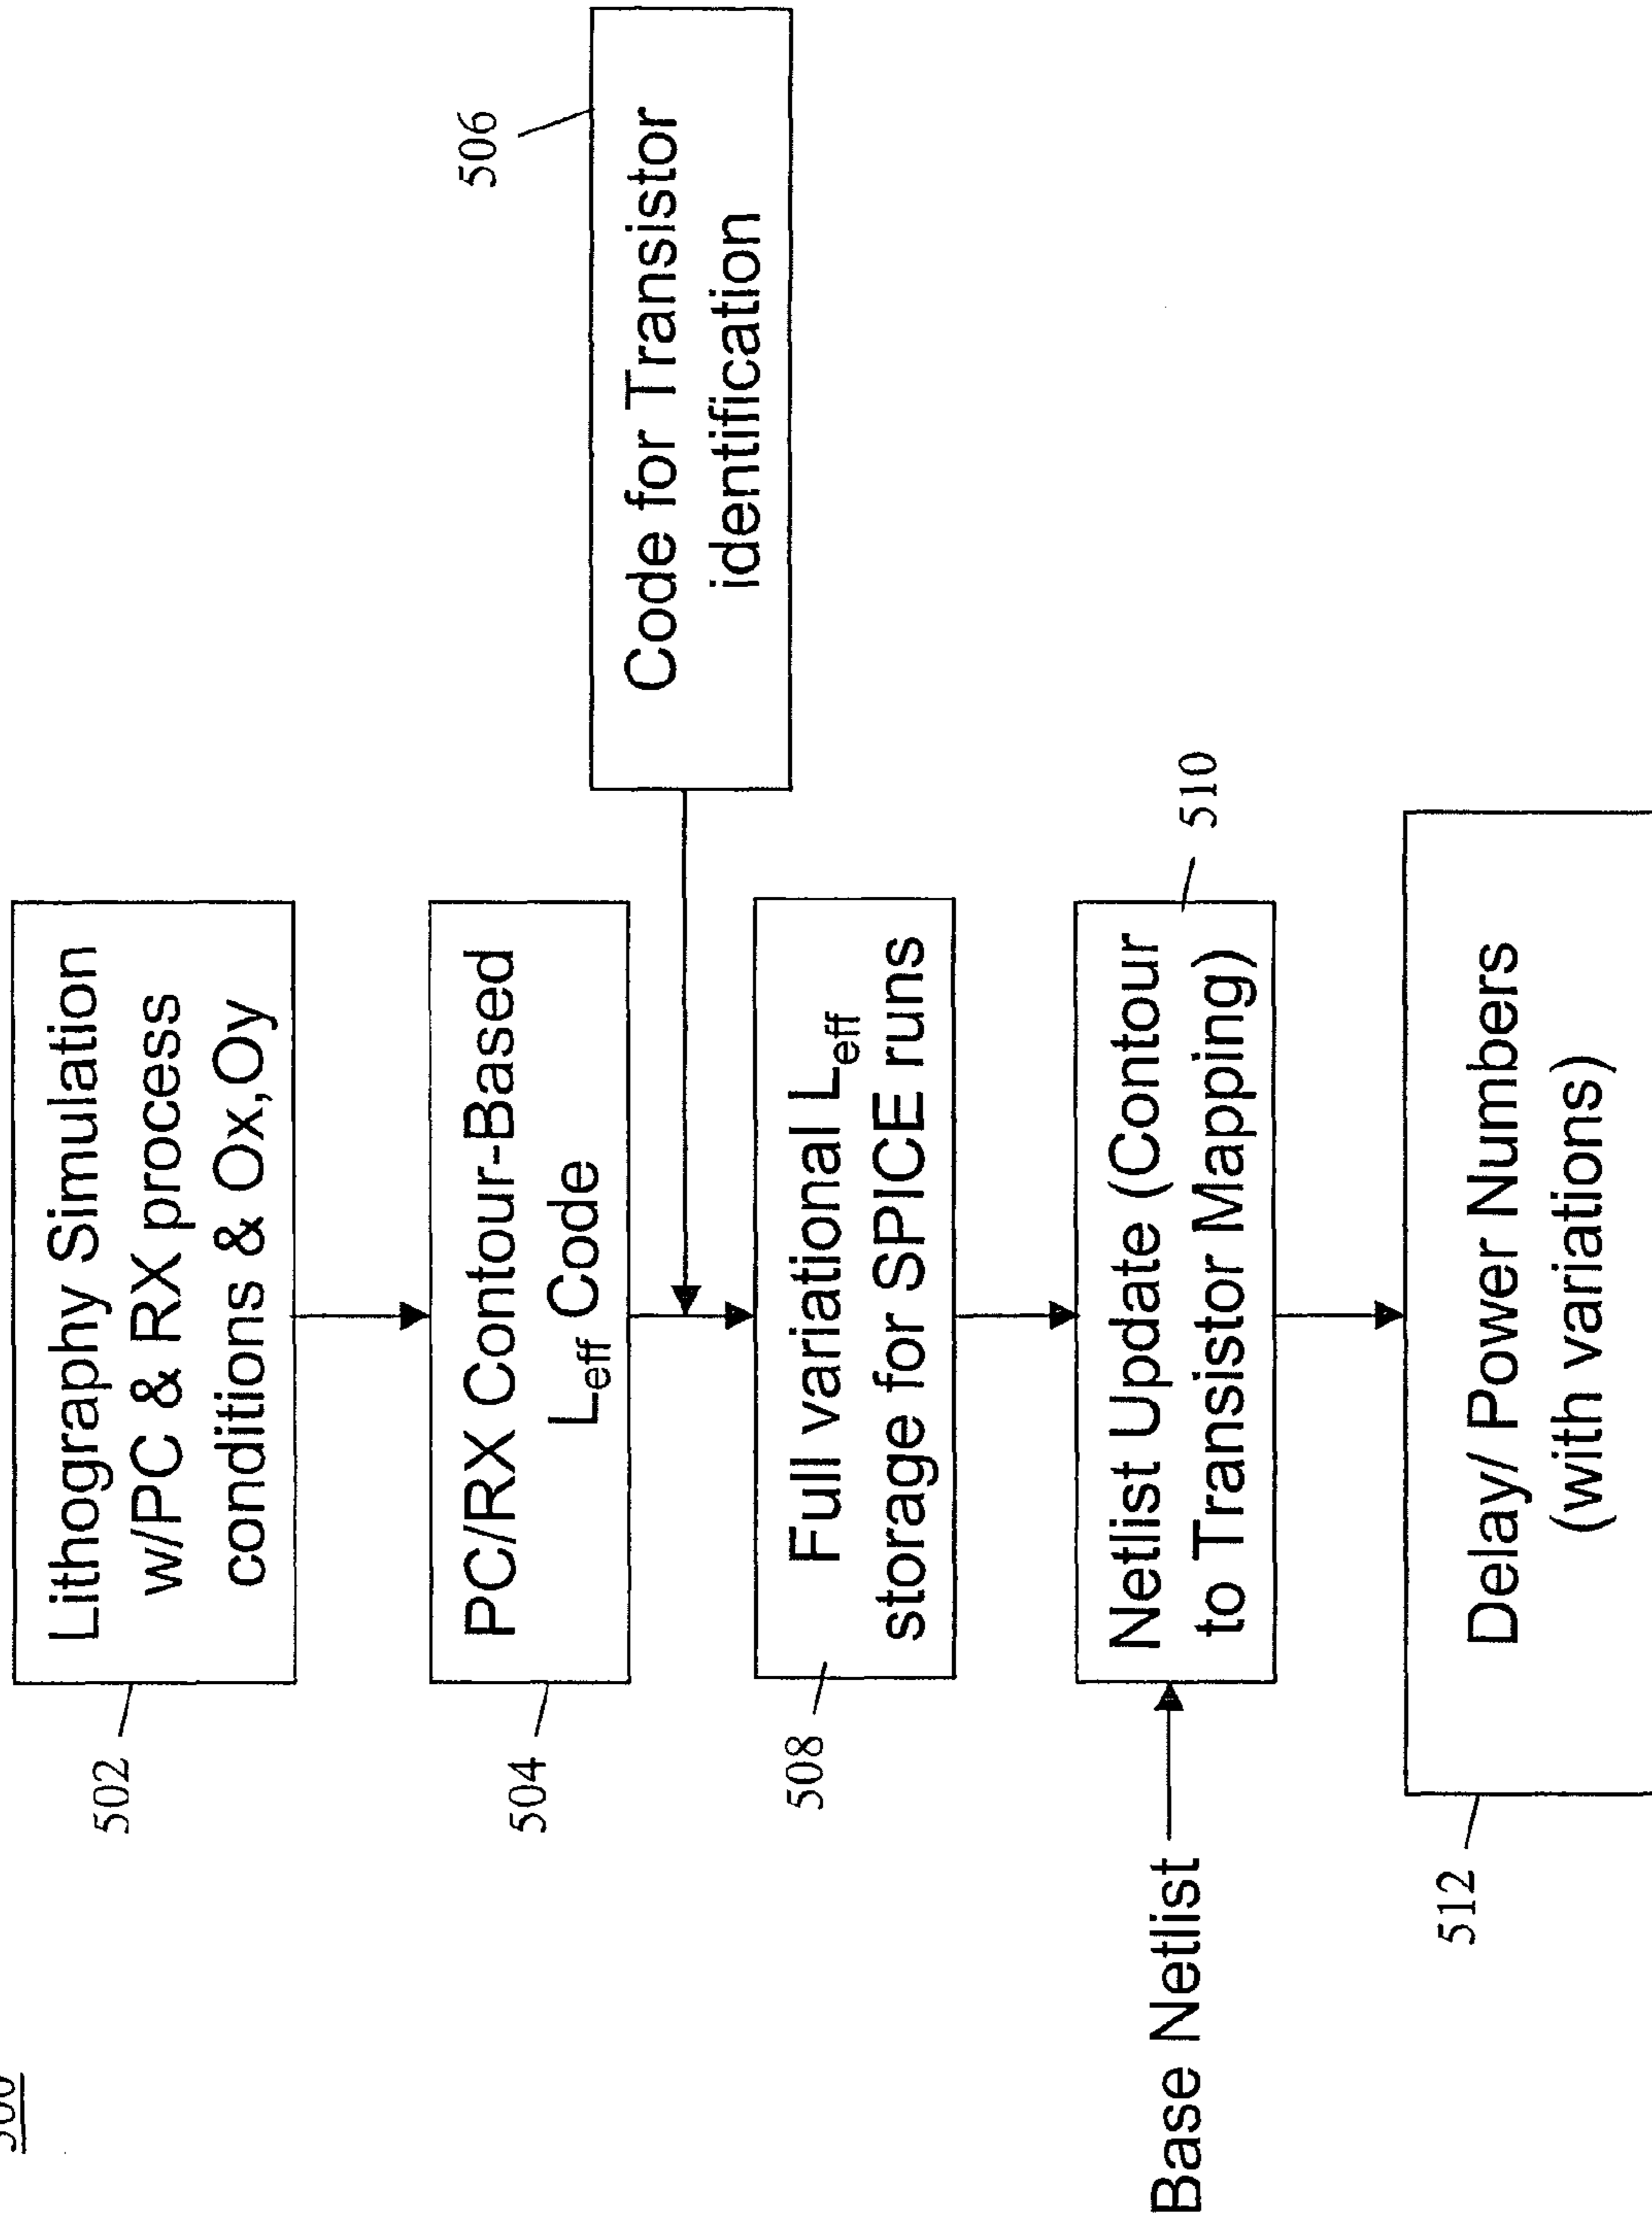 500
Lithography Simulation
w/PC & RX process
conditions & Ox,Oy
502
PC/RX Contour-Based
Leff Code
504
506
Code for Transistor
identification
Full variational Leff
storage for SPICE runs
508
Base Netlist
Netlist Update (Contour
to Transistor Mapping)
510
Delay/ Power Numbers
(with variations)
512